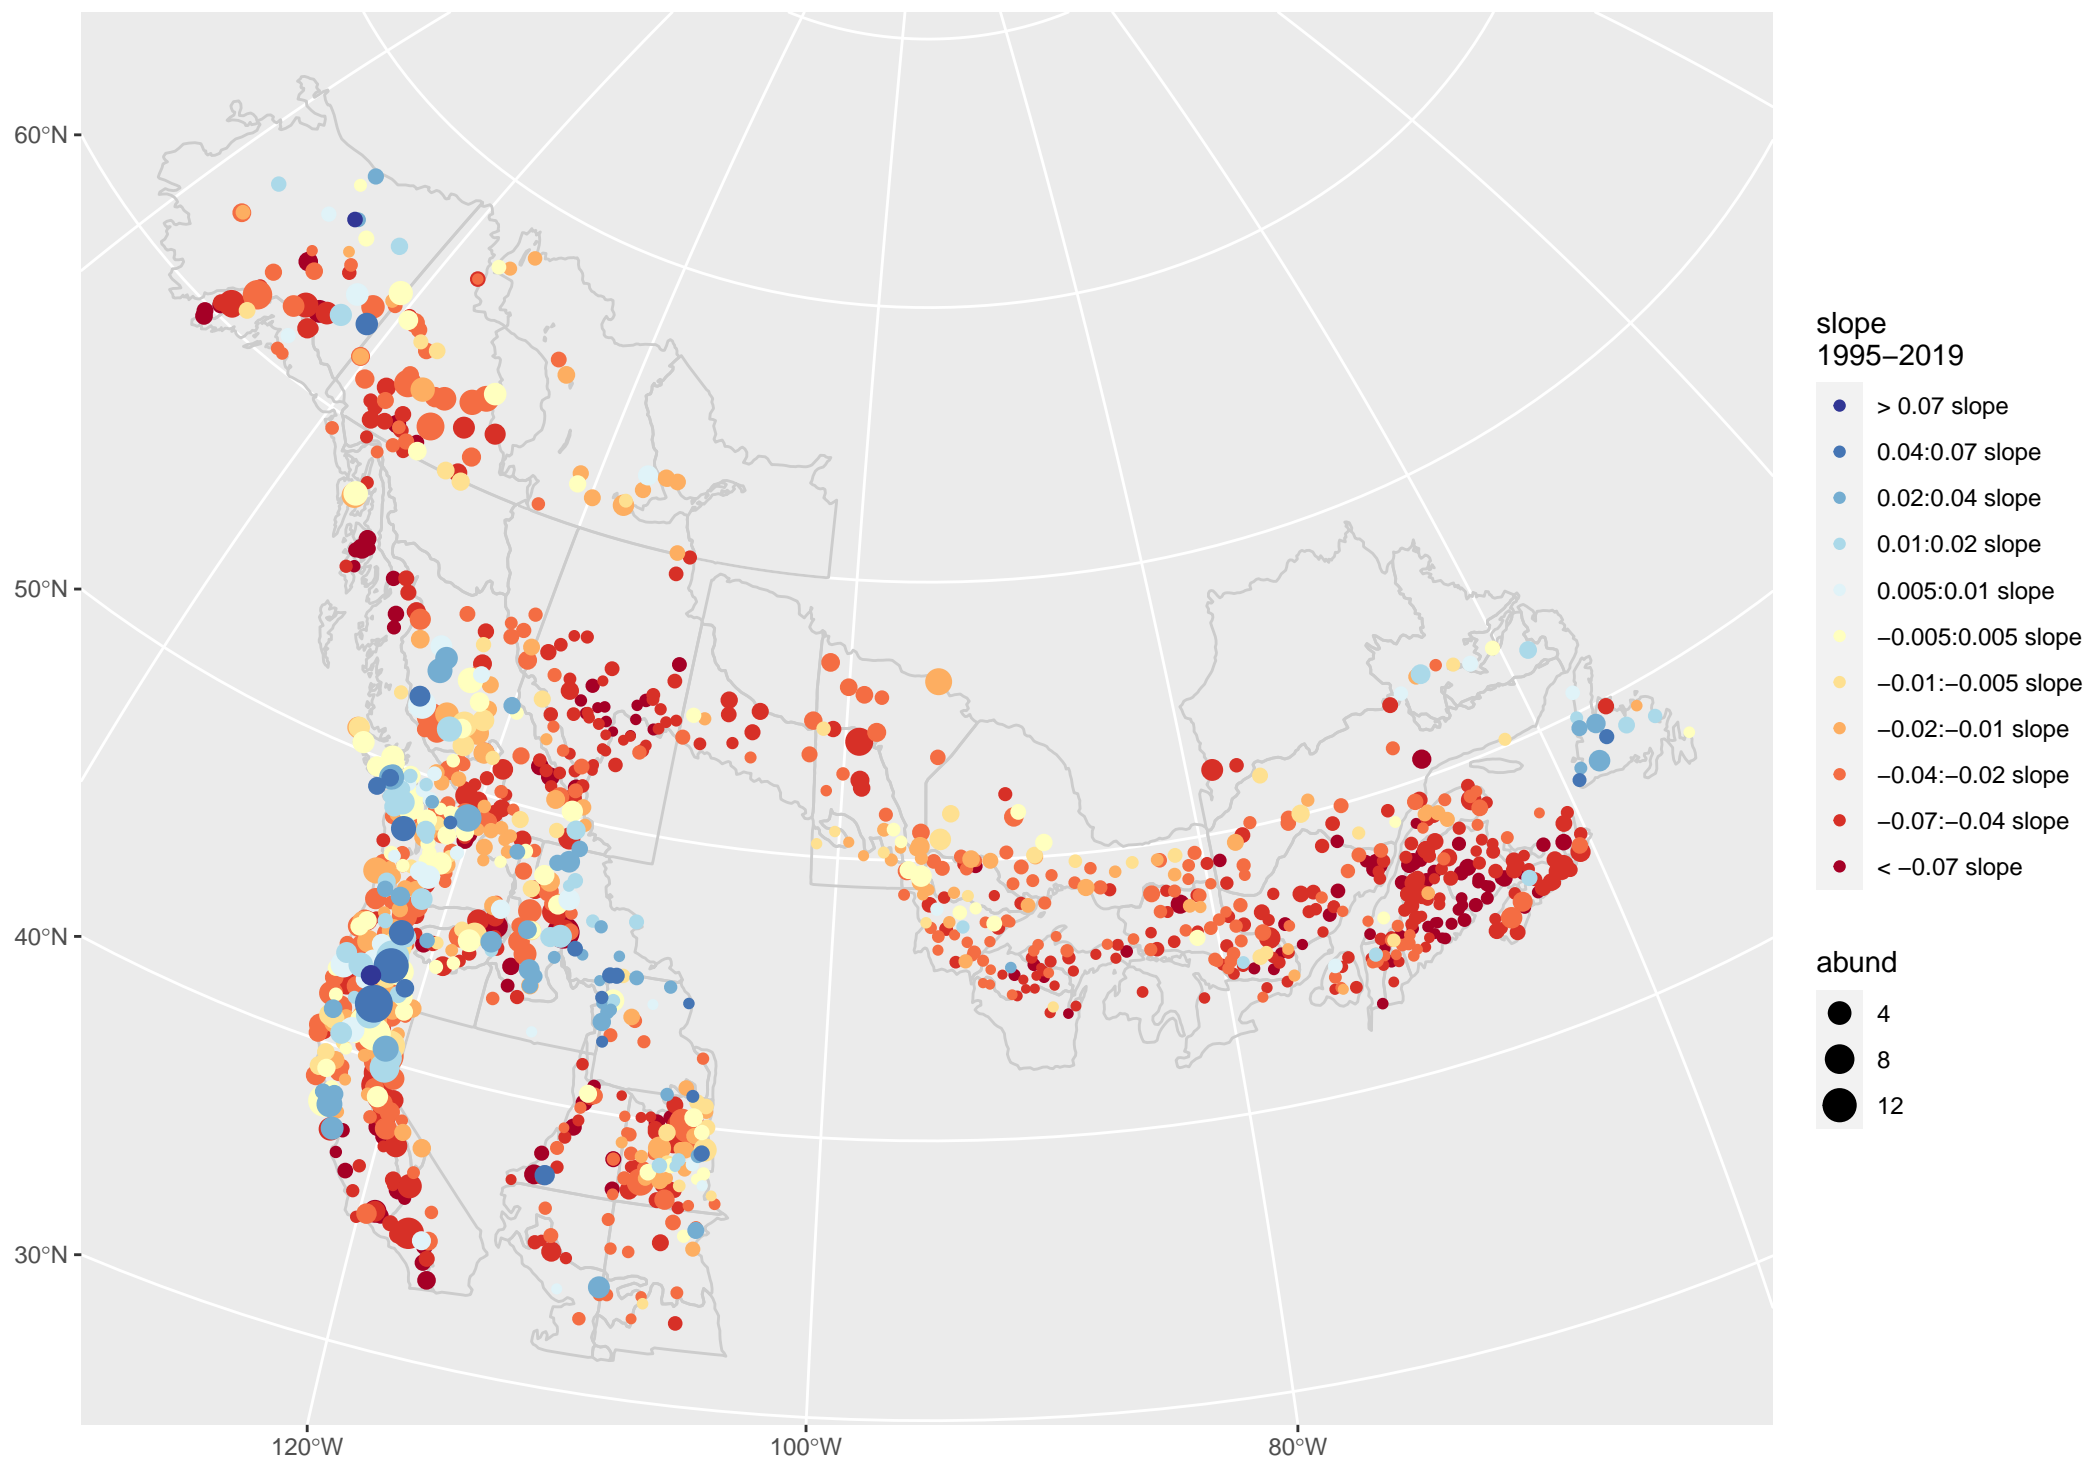 60°N
50°N
40°N
30°N
120°W
100°W
80°W
slope
1995−2019
> 0.07 slope
0.04:0.07 slope
0.02:0.04 slope
0.01:0.02 slope
0.005:0.01 slope
−0.005:0.005 slope
−0.01:−0.005 slope
−0.02:−0.01 slope
−0.04:−0.02 slope
−0.07:−0.04 slope
< −0.07 slope
abund
4
8
12